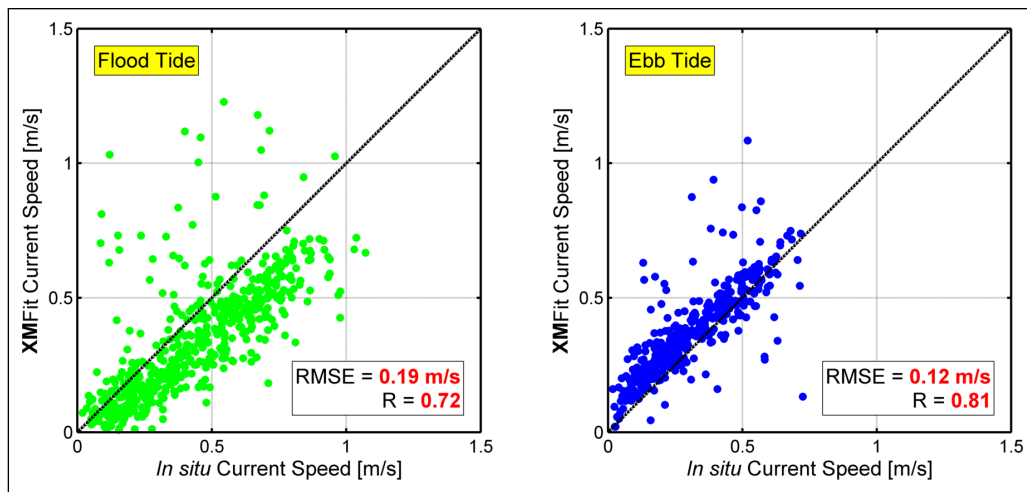 Flood Tide
XMFit Current Speed [m/s]
1.5
1
0.5
0
RMSE = 0.19 m/s
R = 0.72
0
0.5
1
1.5
In situ Current Speed [m/s]
Ebb Tide
XMFit Current Speed [m/s]
1.5
1
0.5
0
RMSE = 0.12 m/s
R = 0.81
0
0.5
1
1.5
In situ Current Speed [m/s]